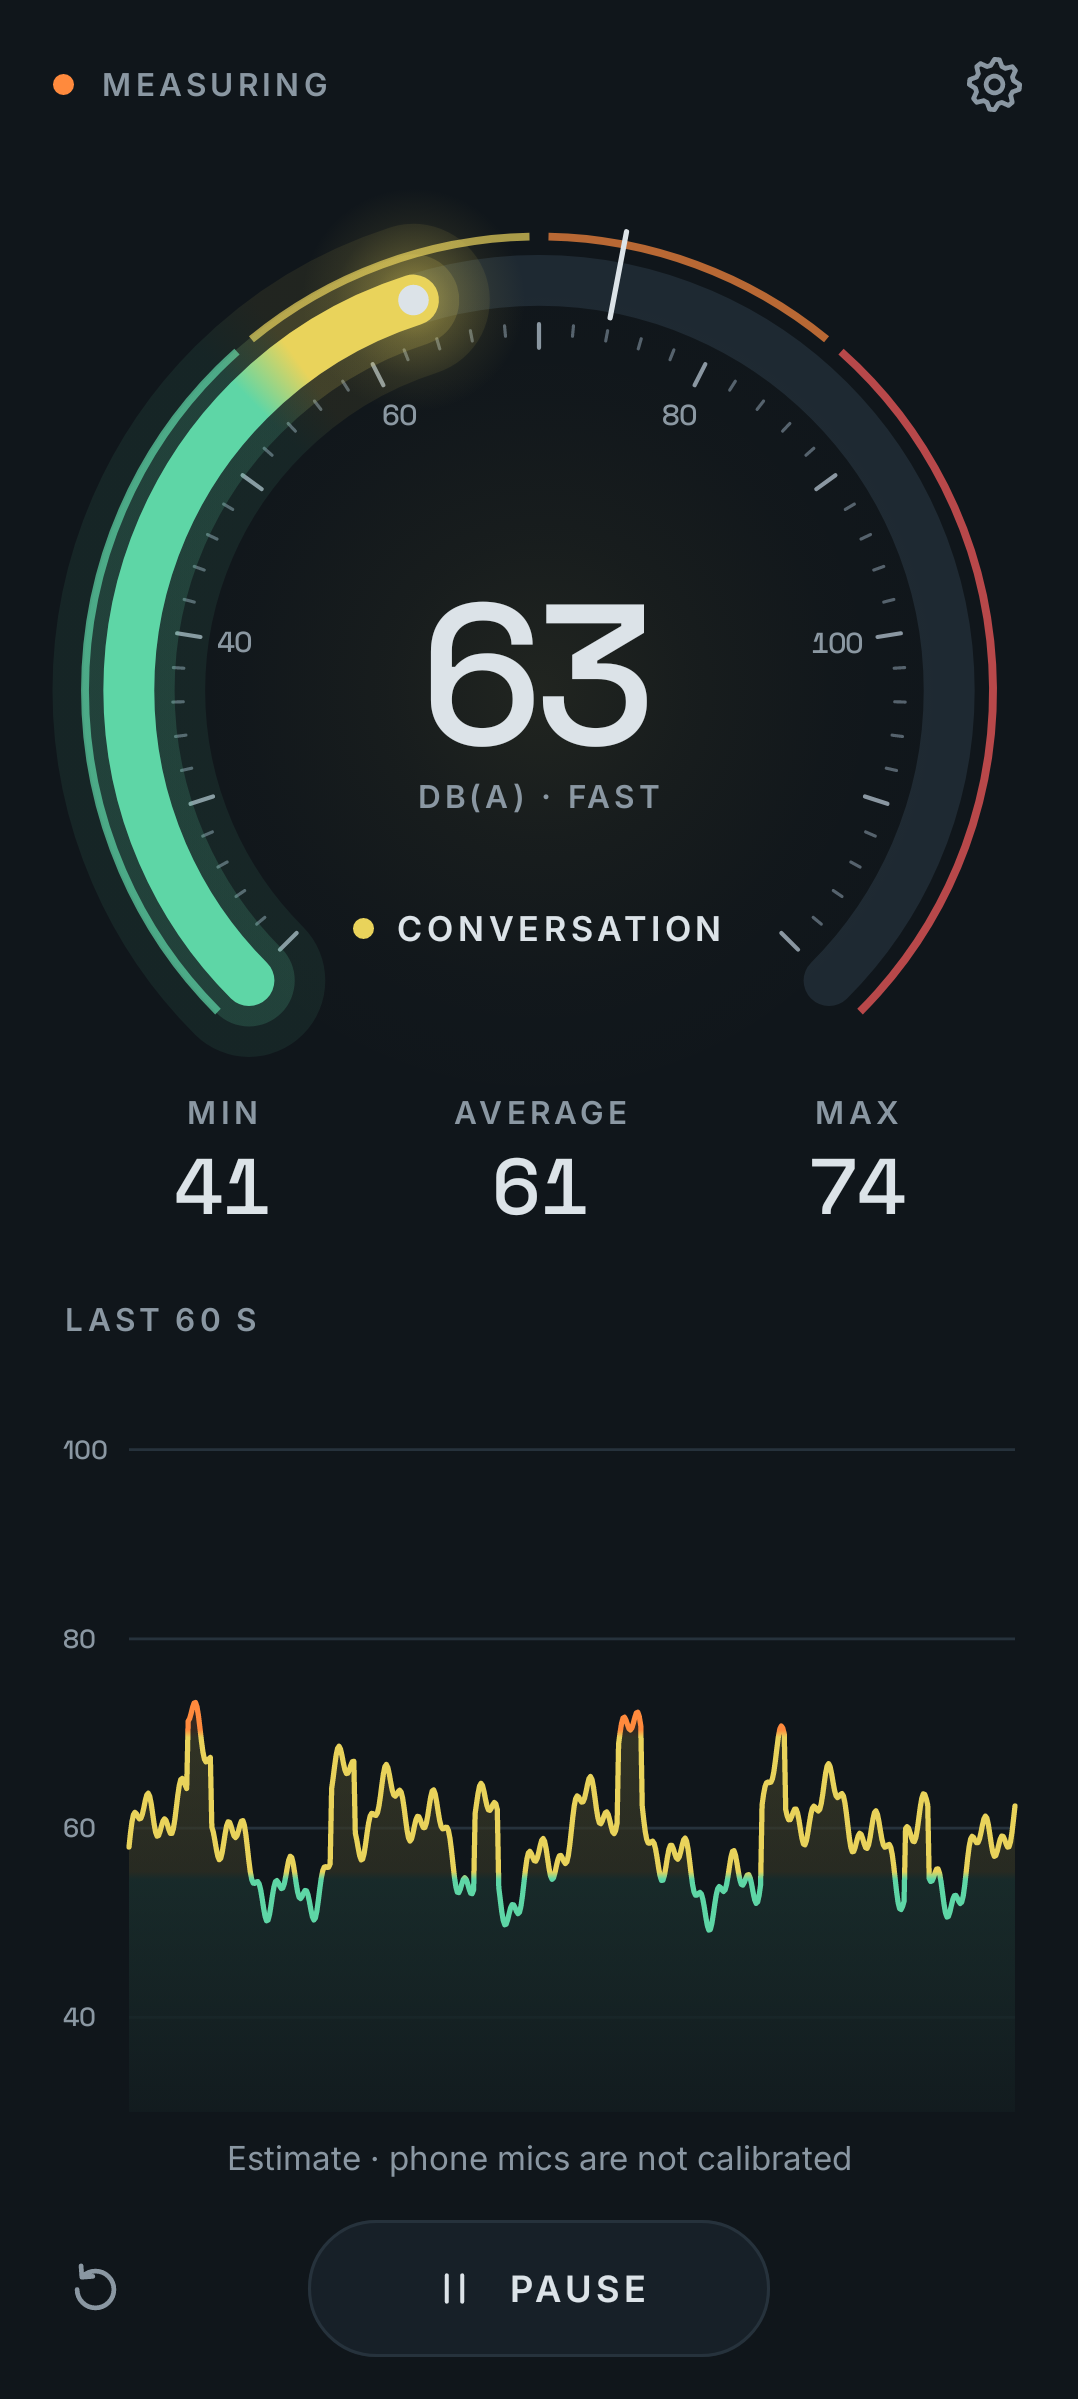 MEASURING
60
80
40
100
63
DB(A) · FAST
CONVERSATION
MIN
AVERAGE
MAX
41
61
74
LAST 60 S
100
80
60
40
Estimate · phone mics are not calibrated
PAUSE